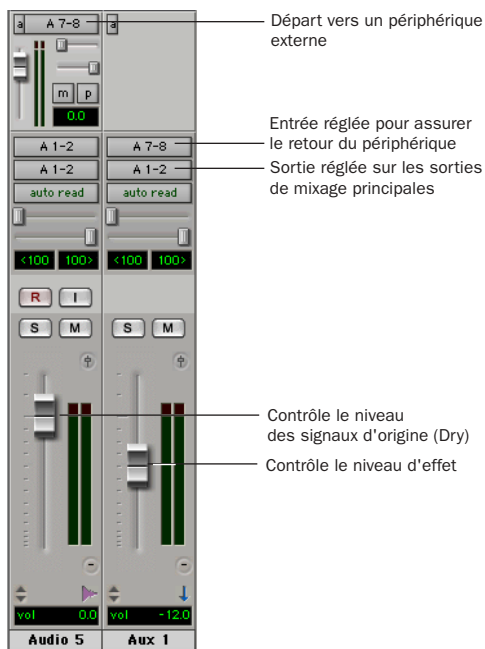 a A 7-8 a
Départ vers un périphérique
externe
m p
0.0
Entrée réglée pour assurer
le retour du périphérique
A 1-2 A 7-8
Sortie réglée sur les sorties
de mixage principales
A 1-2 A 1-2
auto read auto read
<100 100> <100 100>
R I
S M S M
Contrôle le niveau
des signaux d'origine (Dry)
Contrôle le niveau d'effet
vol 0.0 vol -12.0
Audio 5 Aux 1